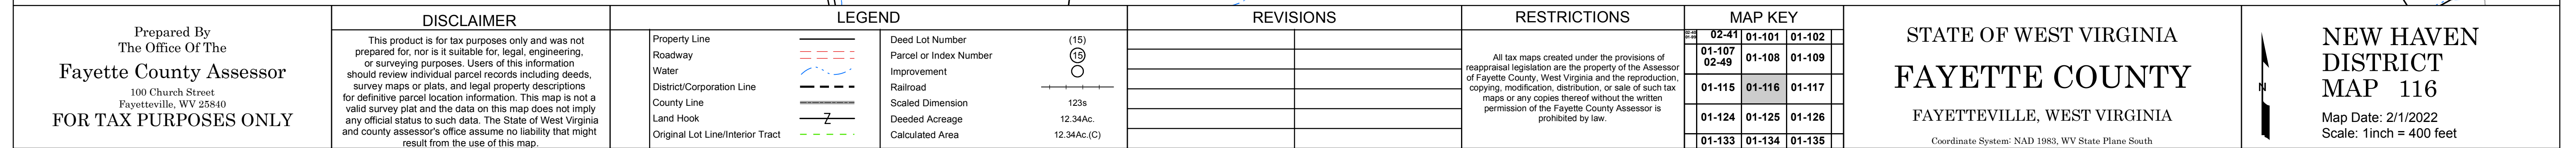 Prepared By
The Office Of The
Fayette County Assessor
100 Church Street
Fayetteville, WV 25840
FOR TAX PURPOSES ONLY
DISCLAIMER
This product is for tax purposes only and was not
prepared for, nor is it suitable for, legal, engineering,
or surveying purposes. Users of this information
should review individual parcel records including deeds,
survey maps or plats, and legal property descriptions
for definitive parcel location information. This map is not a
valid survey plat and the data on this map does not imply
any official status to such data. The State of West Virginia
and county assessor's office assume no liability that might
result from the use of this map.
LEGEND
Property Line
Roadway
Water
District/Corporation Line
County Line
Land Hook Z
Original Lot Line/Interior Tract
Deed Lot Number (15)
Parcel or Index Number 15
Improvement
Railroad
Scaled Dimension 123s
Deeded Acreage 12.34Ac.
Calculated Area 12.34Ac.(C)
REVISIONS
RESTRICTIONS
All tax maps created under the provisions of
reappraisal legislation are the property of the Assessor
of Fayette County, West Virginia and the reproduction,
copying, modification, distribution, or sale of such tax
maps or any copies thereof without the written
permission of the Fayette County Assessor is
prohibited by law.
MAP KEY
02-41 01-101 01-102
01-107
02-49 01-108 01-109
01-115 01-116 01-117
01-124 01-125 01-126
01-133 01-134 01-135
STATE OF WEST VIRGINIA
FAYETTE COUNTY
FAYETTEVILLE, WEST VIRGINIA
Coordinate System: NAD 1983, WV State Plane South
N
NEW HAVEN
DISTRICT
MAP 116
Map Date: 2/1/2022
Scale: 1inch = 400 feet